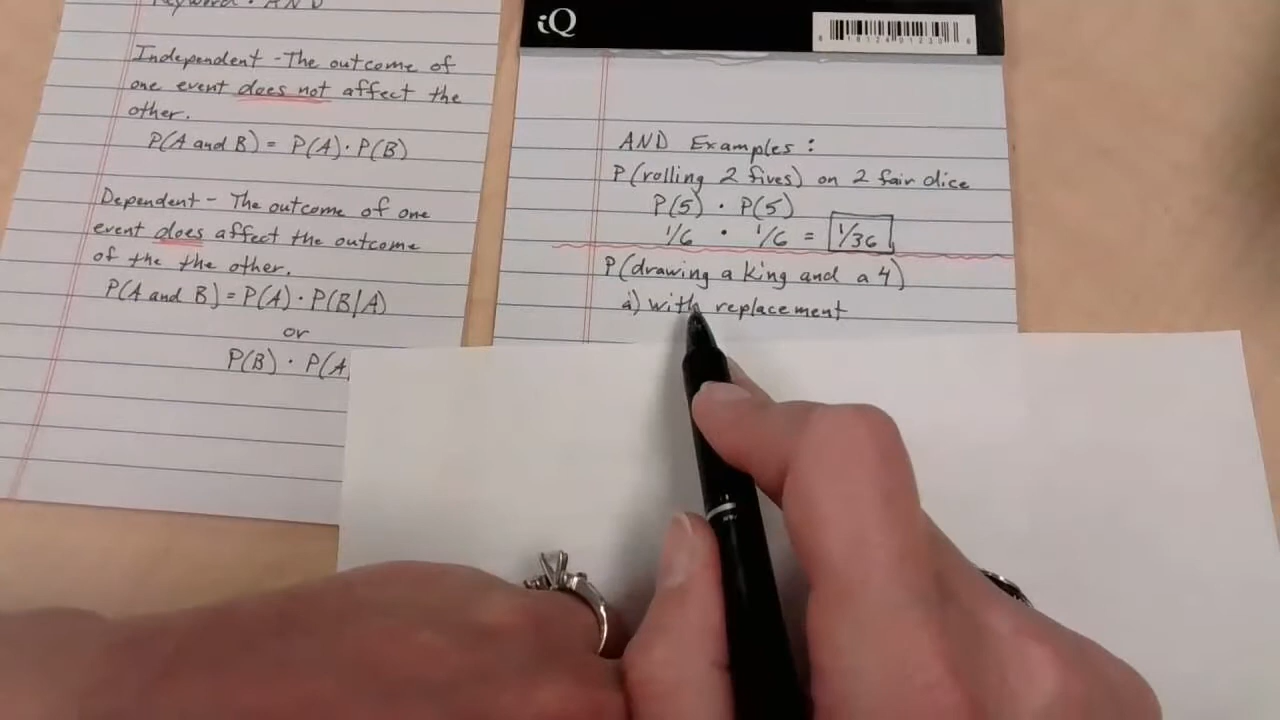 Keyword: AND
Independent - The outcome of
one event does not affect the
other.
P(A and B) = P(A) · P(B)
Dependent - The outcome of one
event does affect the outcome
of the the other.
P(A and B) = P(A) · P(B|A)
or
P(B) · P(A
iQ
AND Examples:
P(rolling 2 fives) on 2 fair dice
P(5) · P(5)
1/6 · 1/6 = 1/36
P(drawing a king and a 4)
a) with replacement